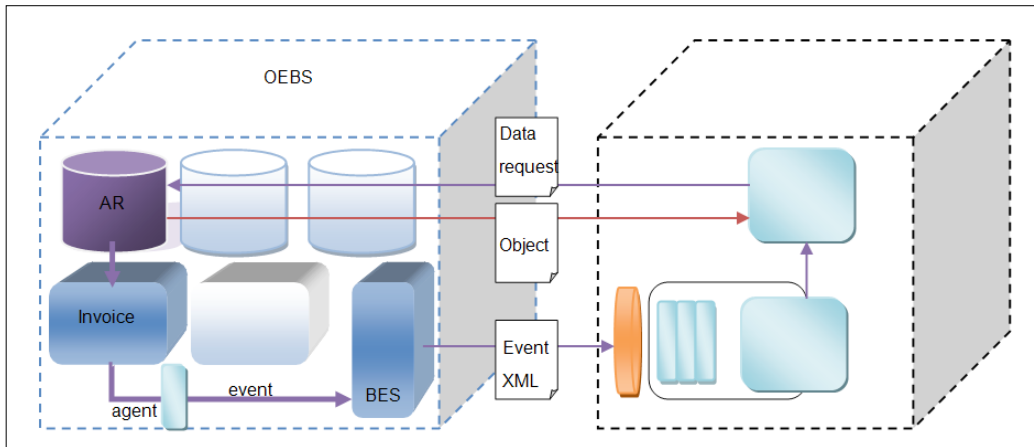 OEBS
Data
request
AR
Object
Invoice
Event
XML
BES
event
agent